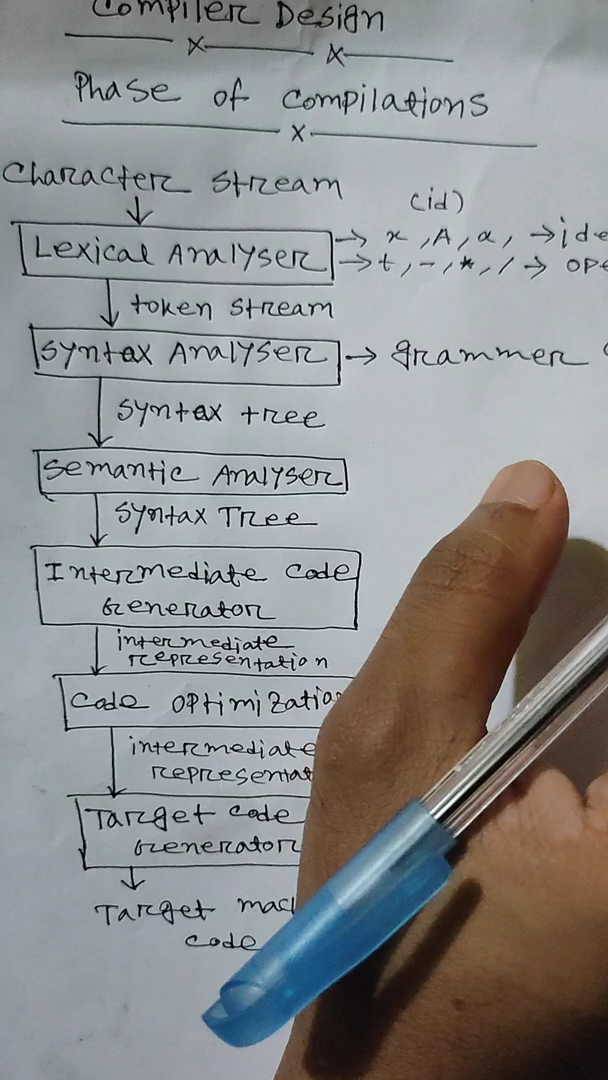 Compiler Design
Phase of Compilations
Character Stream
(id)
Lexical Analyser → x, A, a, → ide
→ +, -, *, / → ope
token stream
Syntax Analyser → grammer
Syntax tree
Semantic Analyser
Syntax Tree
Intermediate code
Generator
intermediate
representation
Code Optimizatio
intermediate
representat
Target code
Generator
Target mac
code